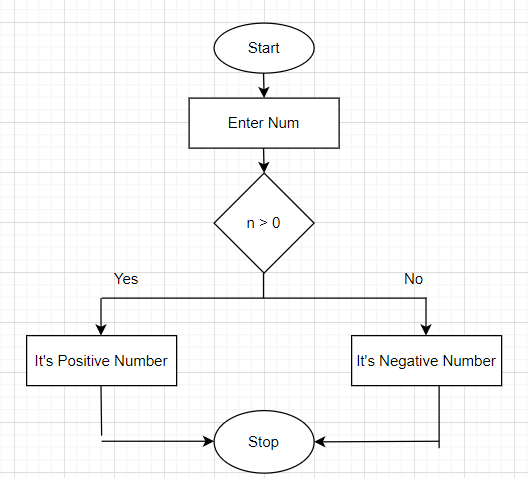 Start
Enter Num
n > 0
Yes
No
It's Positive Number
It's Negative Number
Stop